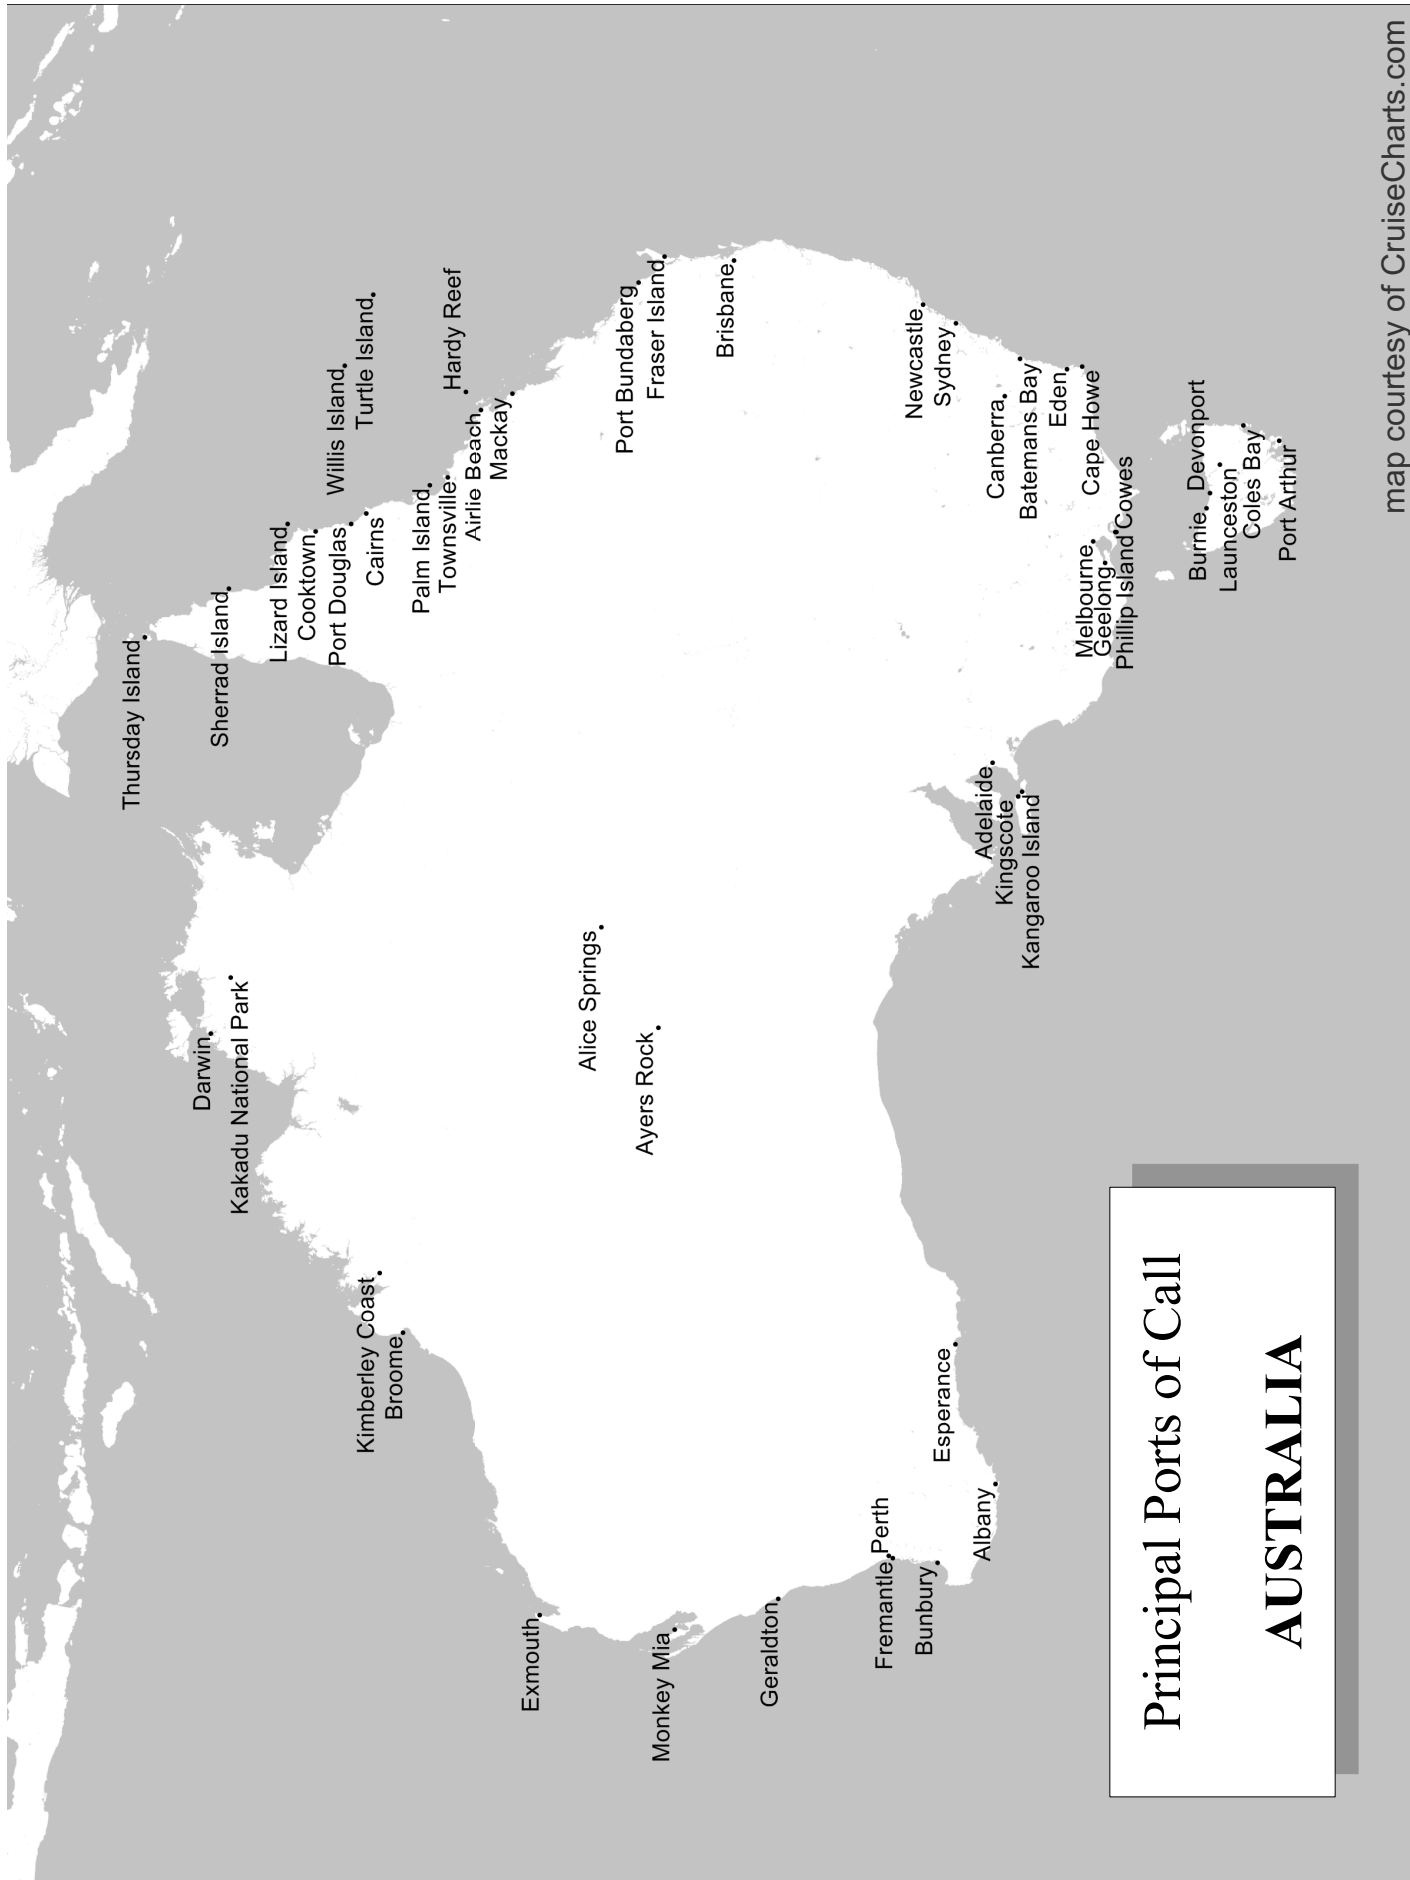 Thursday Island
Sherrad Island
Darwin
Kakadu National Park
Lizard Island
Cooktown
Port Douglas
Cairns
Willis Island
Turtle Island
Kimberley Coast
Broome
Palm Island
Townsville
Hardy Reef
Airlie Beach
Mackay
Exmouth
Alice Springs
Ayers Rock
Port Bundaberg
Fraser Island
Monkey Mia
Brisbane
Geraldton
Perth
Fremantle
Bunbury
Esperance
Albany
Newcastle
Sydney
Adelaide
Kingscote
Kangaroo Island
Canberra
Batemans Bay
Eden
Cape Howe
Melbourne
Geelong
Phillip Island
Cowes
Burnie
Devonport
Launceston
Coles Bay
Port Arthur
Principal Ports of Call
AUSTRALIA
map courtesy of CruiseCharts.com